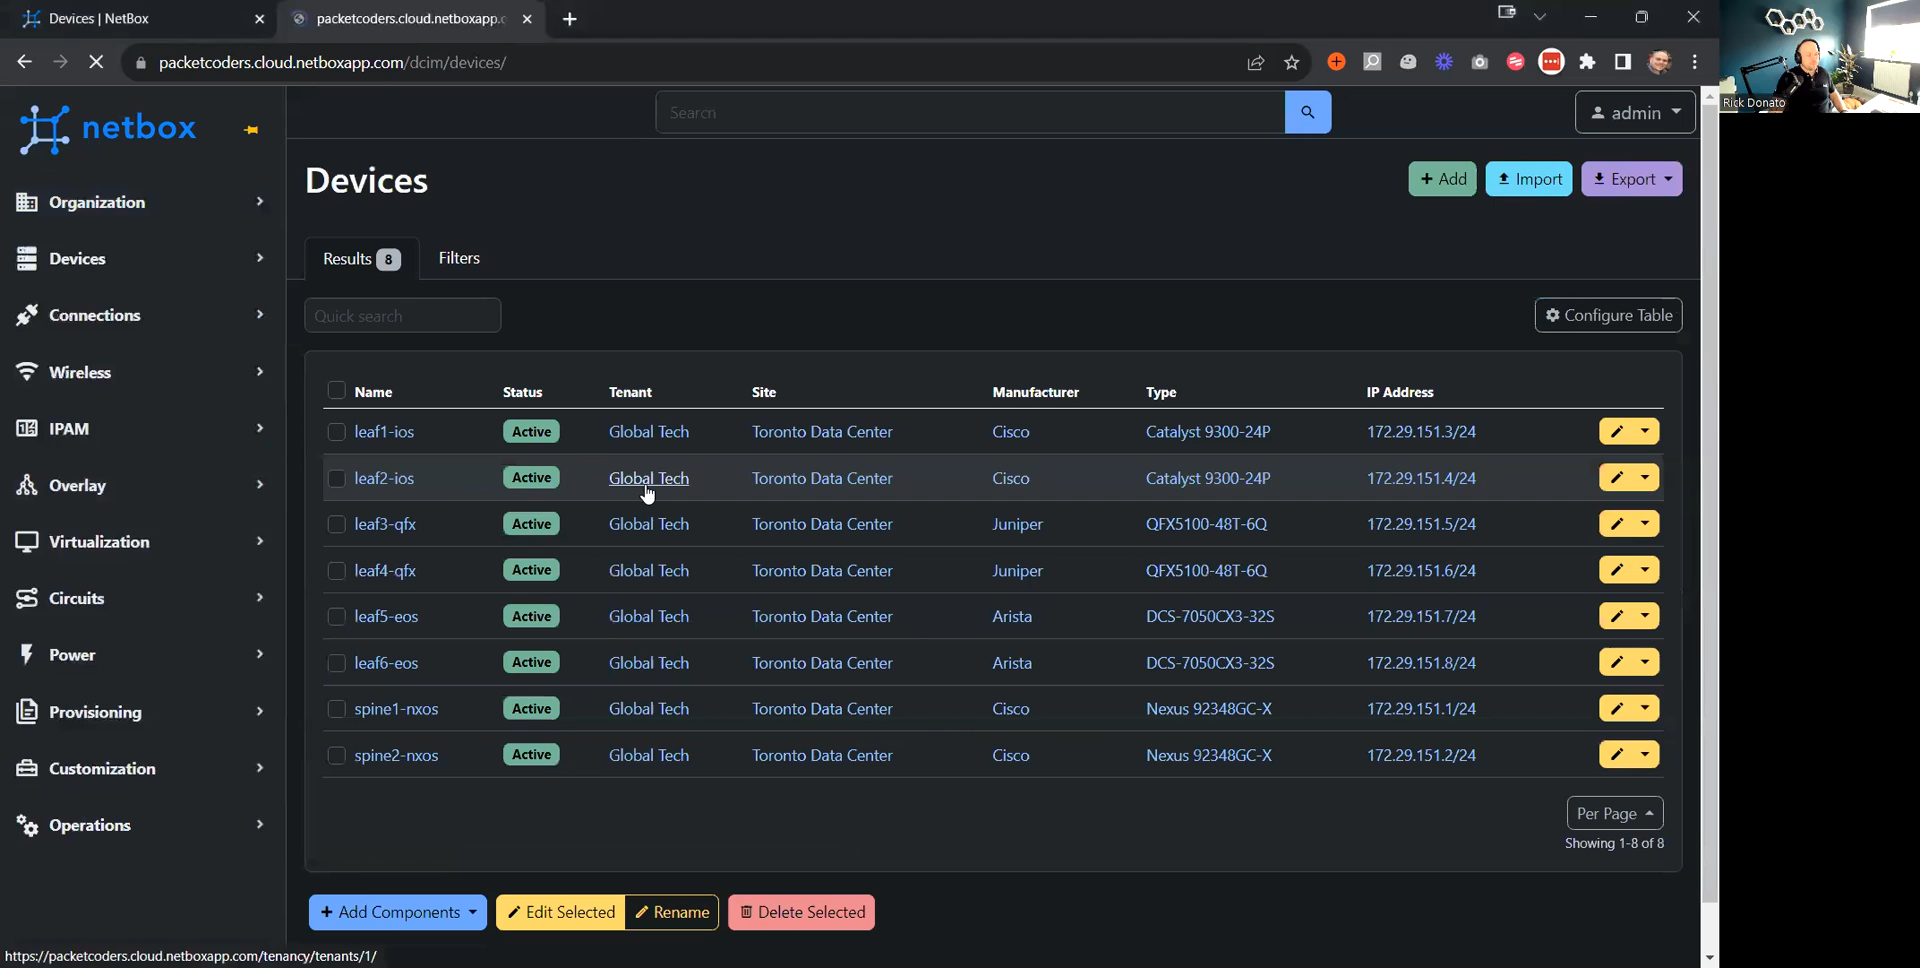 Devices | NetBox
packetcoders.cloud.netboxapp.c
packetcoders.cloud.netboxapp.com/dcim/devices/
Rick Donato
netbox
Search
admin
Organization
Devices
Connections
Wireless
IPAM
Overlay
Virtualization
Circuits
Power
Provisioning
Customization
Operations
Devices
+ Add
Import
Export
Results 8
Filters
Quick search
Configure Table
Name Status Tenant Site Manufacturer Type IP Address
leaf1-ios Active Global Tech Toronto Data Center Cisco Catalyst 9300-24P 172.29.151.3/24
leaf2-ios Active Global Tech Toronto Data Center Cisco Catalyst 9300-24P 172.29.151.4/24
leaf3-qfx Active Global Tech Toronto Data Center Juniper QFX5100-48T-6Q 172.29.151.5/24
leaf4-qfx Active Global Tech Toronto Data Center Juniper QFX5100-48T-6Q 172.29.151.6/24
leaf5-eos Active Global Tech Toronto Data Center Arista DCS-7050CX3-32S 172.29.151.7/24
leaf6-eos Active Global Tech Toronto Data Center Arista DCS-7050CX3-32S 172.29.151.8/24
spine1-nxos Active Global Tech Toronto Data Center Cisco Nexus 92348GC-X 172.29.151.1/24
spine2-nxos Active Global Tech Toronto Data Center Cisco Nexus 92348GC-X 172.29.151.2/24
Per Page
Showing 1-8 of 8
+ Add Components
Edit Selected
Rename
Delete Selected
https://packetcoders.cloud.netboxapp.com/tenancy/tenants/1/